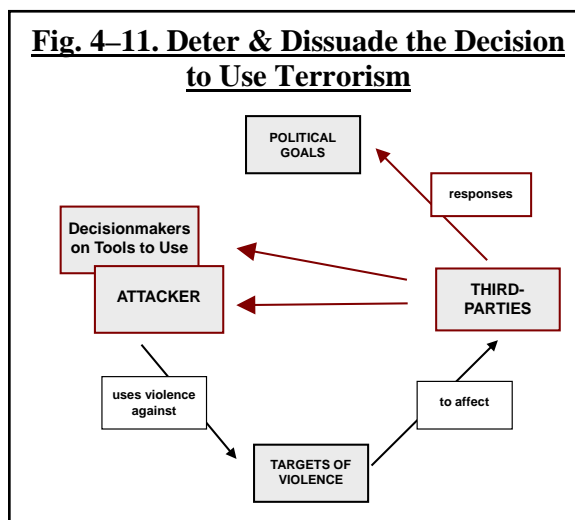 Fig. 4–11. Deter & Dissuade the Decision
to Use Terrorism
POLITICAL
GOALS
responses
Decisionmakers
on Tools to Use
ATTACKER
THIRD-
PARTIES
uses violence
against
to affect
TARGETS OF
VIOLENCE